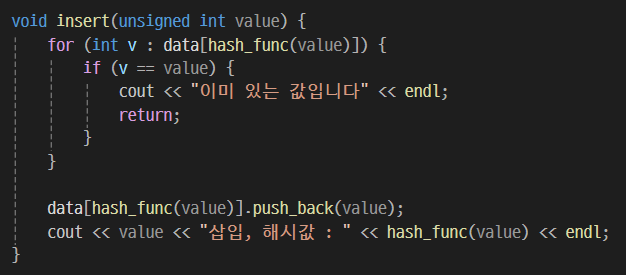 void insert(unsigned int value) {
    for (int v : data[hash_func(value)]) {
        if (v == value) {
            cout << "이미 있는 값입니다" << endl;
            return;
        }
    }

    data[hash_func(value)].push_back(value);
    cout << value << "삽입, 해시값 : " << hash_func(value) << endl;
}